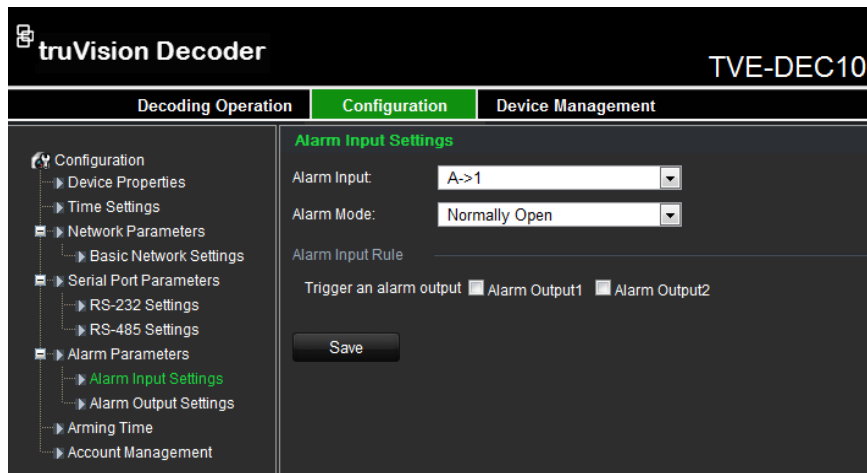 truVision Decoder
TVE-DEC10
Decoding Operation Configuration Device Management
Configuration
Device Properties
Time Settings
Network Parameters
Basic Network Settings
Serial Port Parameters
RS-232 Settings
RS-485 Settings
Alarm Parameters
Alarm Input Settings
Alarm Output Settings
Arming Time
Account Management
Alarm Input Settings
Alarm Input: A->1
Alarm Mode: Normally Open
Alarm Input Rule
Trigger an alarm output Alarm Output1 Alarm Output2
Save